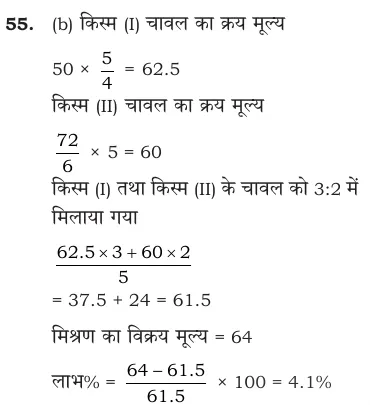 55. (b) किस्म (I) चावल का क्रय मूल्य
50 × 5/4 = 62.5
किस्म (II) चावल का क्रय मूल्य
72/6 × 5 = 60
किस्म (I) तथा किस्म (II) के चावल को 3:2 में
मिलाया गया
62.5 × 3 + 60 × 2 / 5
= 37.5 + 24 = 61.5
मिश्रण का विक्रय मूल्य = 64
लाभ% = 64 – 61.5 / 61.5 × 100 = 4.1%